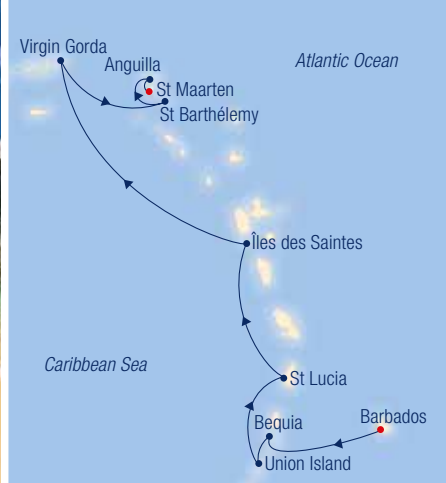 Virgin Gorda
Anguilla
Atlantic Ocean
St Maarten
St Barthélemy
Îles des Saintes
Caribbean Sea
St Lucia
Bequia
Barbados
Union Island